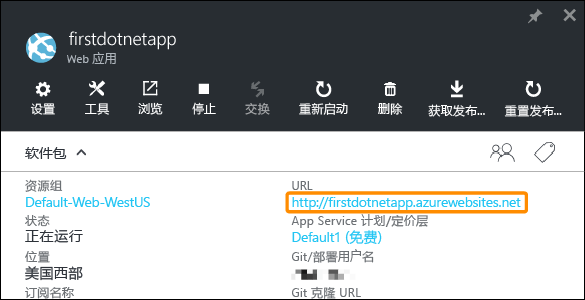 firstdotnetapp
Web 应用
设置 工具 浏览 停止 交换 重新启动 删除 获取发布... 重置发布...
软件包
资源组 URL
Default-Web-WestUS http://firstdotnetapp.azurewebsites.net
状态 App Service 计划/定价层
正在运行 Default1 (免费)
位置 Git/部署用户名
美国西部
订阅名称 Git 克隆 URL